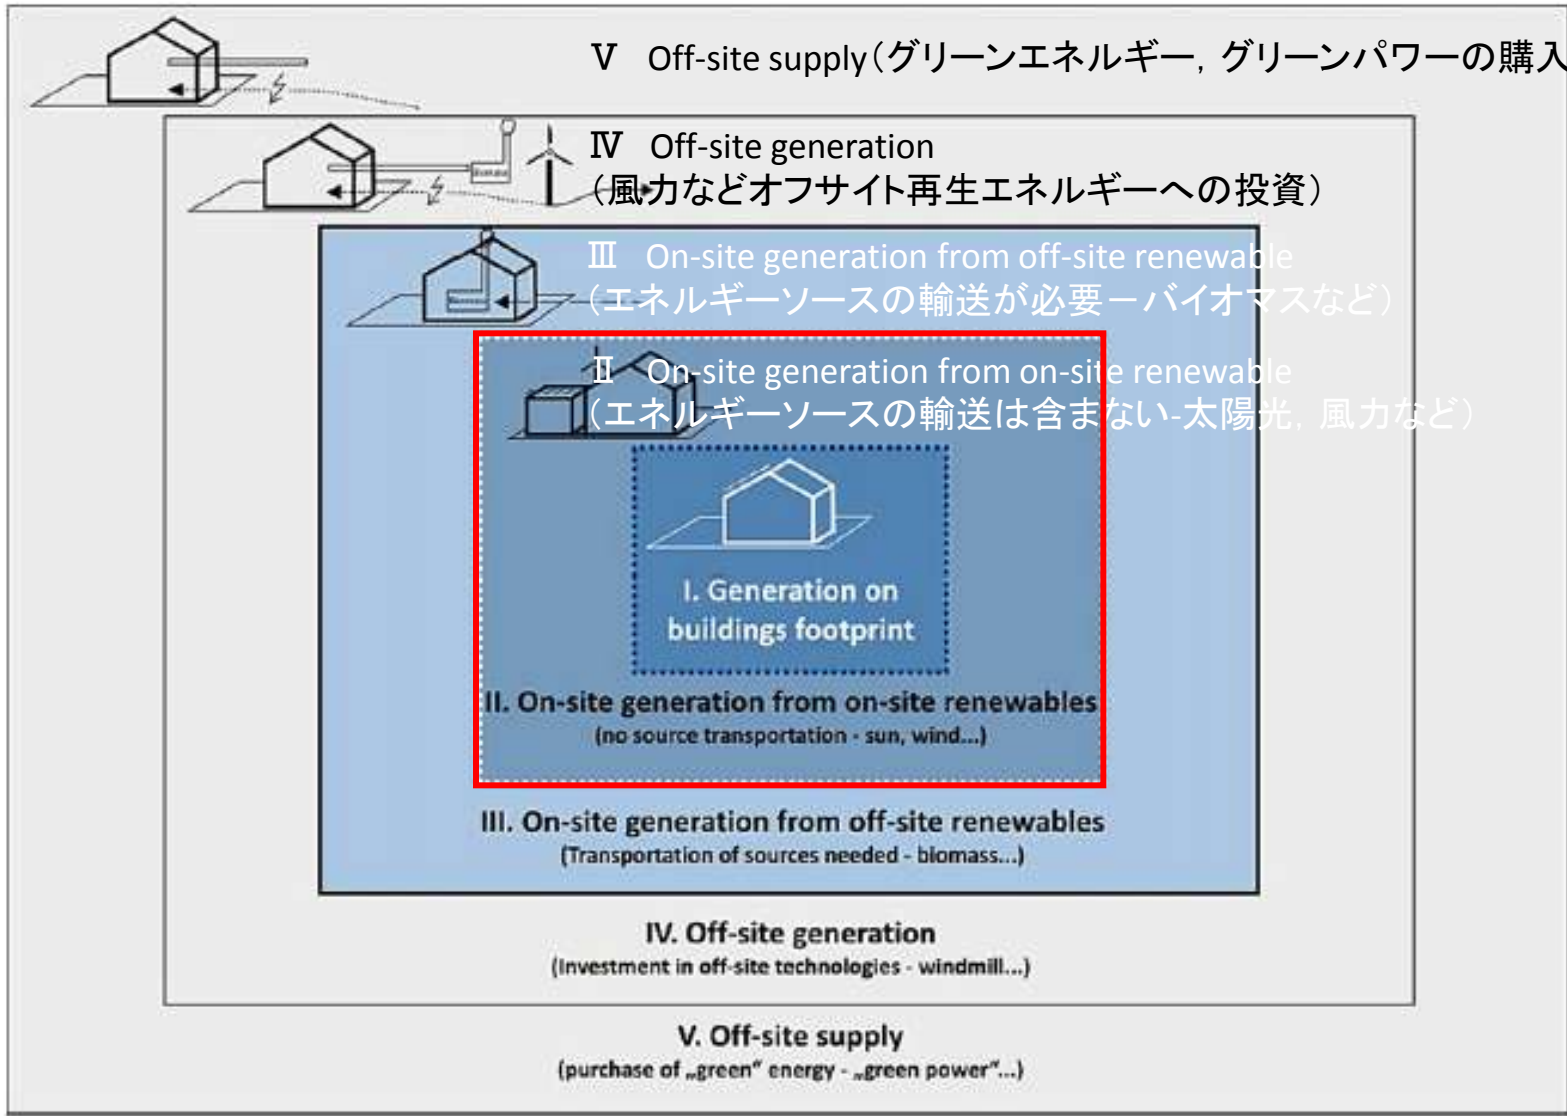 Ⅴ Off-site supply（グリーンエネルギー，グリーンパワーの購入
Ⅳ Off-site generation
（風力などオフサイト再生エネルギーへの投資）
Ⅲ On-site generation from off-site renewable
（エネルギーソースの輸送が必要－バイオマスなど）
Ⅱ On-site generation from on-site renewable
（エネルギーソースの輸送は含まない-太陽光，風力など）
I. Generation on
buildings footprint
II. On-site generation from on-site renewables
(no source transportation - sun, wind...)
III. On-site generation from off-site renewables
(Transportation of sources needed - biomass...)
IV. Off-site generation
(Investment in off-site technologies - windmill...)
V. Off-site supply
(purchase of „green“ energy - „green power“...)